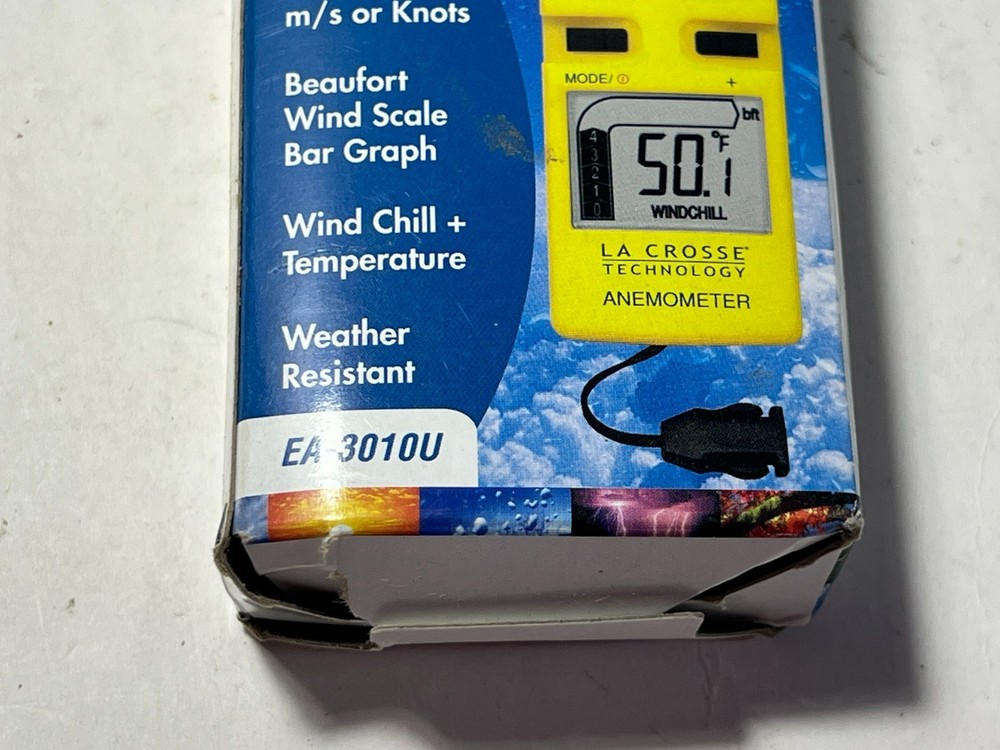 m/s or Knots
Beaufort
Wind Scale
Bar Graph
Wind Chill +
Temperature
Weather
Resistant
EA-3010U
MODE/
+
bft
4
3
2
1
0
50.1 °F
WINDCHILL
LA CROSSE
TECHNOLOGY
ANEMOMETER